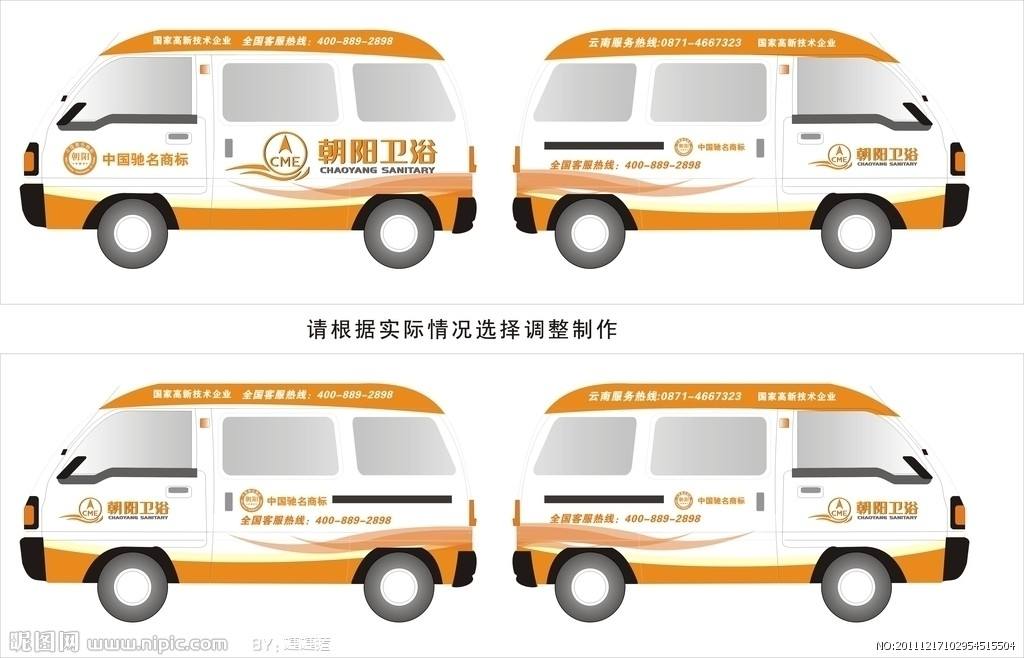 国家高新技术企业 全国客服热线：400-889-2898
中国驰名商标
朝阳
CME
朝阳卫浴
CHAOYANG SANITARY
云南服务热线:0871-4667323 国家高新技术企业
朝阳
中国驰名商标
全国客服热线：400-889-2898
CME
朝阳卫浴
CHAOYANG SANITARY
请根据实际情况选择调整制作
国家高新技术企业 全国客服热线：400-889-2898
CME
朝阳卫浴
CHAOYANG SANITARY
朝阳
中国驰名商标
全国客服热线：400-889-2898
云南服务热线:0871-4667323 国家高新技术企业
朝阳
中国驰名商标
全国客服热线：400-889-2898
CME
朝阳卫浴
CHAOYANG SANITARY
昵图网 www.nipic.com
BY:
NO:20111217102954515504